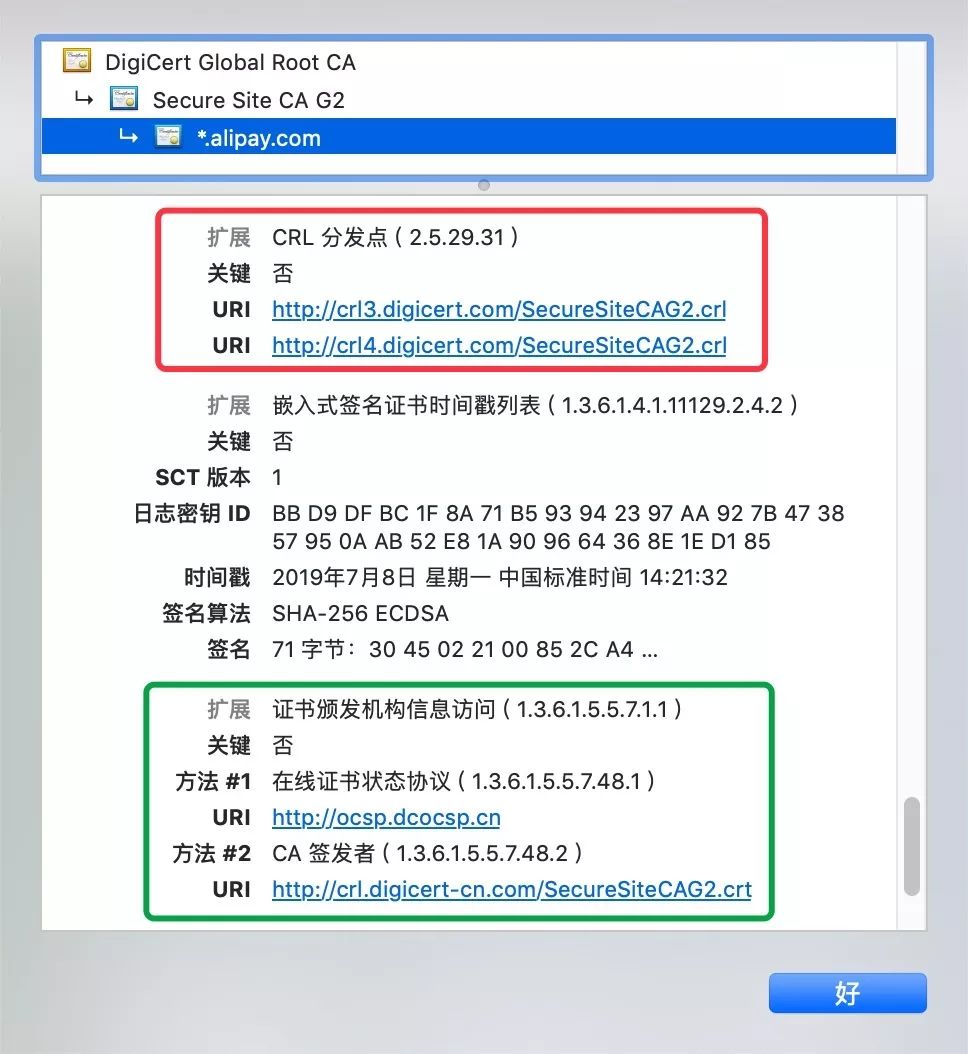 DigiCert Global Root CA
Secure Site CA G2
*.alipay.com
扩展 CRL 分发点 ( 2.5.29.31 )
关键 否
URI http://crl3.digicert.com/SecureSiteCAG2.crl
URI http://crl4.digicert.com/SecureSiteCAG2.crl
扩展 嵌入式签名证书时间戳列表 ( 1.3.6.1.4.1.11129.2.4.2 )
关键 否
SCT 版本 1
日志密钥 ID BB D9 DF BC 1F 8A 71 B5 93 94 23 97 AA 92 7B 47 38
57 95 0A AB 52 E8 1A 90 96 64 36 8E 1E D1 85
时间戳 2019年7月8日 星期一 中国标准时间 14:21:32
签名算法 SHA-256 ECDSA
签名 71 字节：30 45 02 21 00 85 2C A4 ...
扩展 证书颁发机构信息访问 ( 1.3.6.1.5.5.7.1.1 )
关键 否
方法 #1 在线证书状态协议 ( 1.3.6.1.5.5.7.48.1 )
URI http://ocsp.dcocsp.cn
方法 #2 CA 签发者 ( 1.3.6.1.5.5.7.48.2 )
URI http://crl.digicert-cn.com/SecureSiteCAG2.crt
好